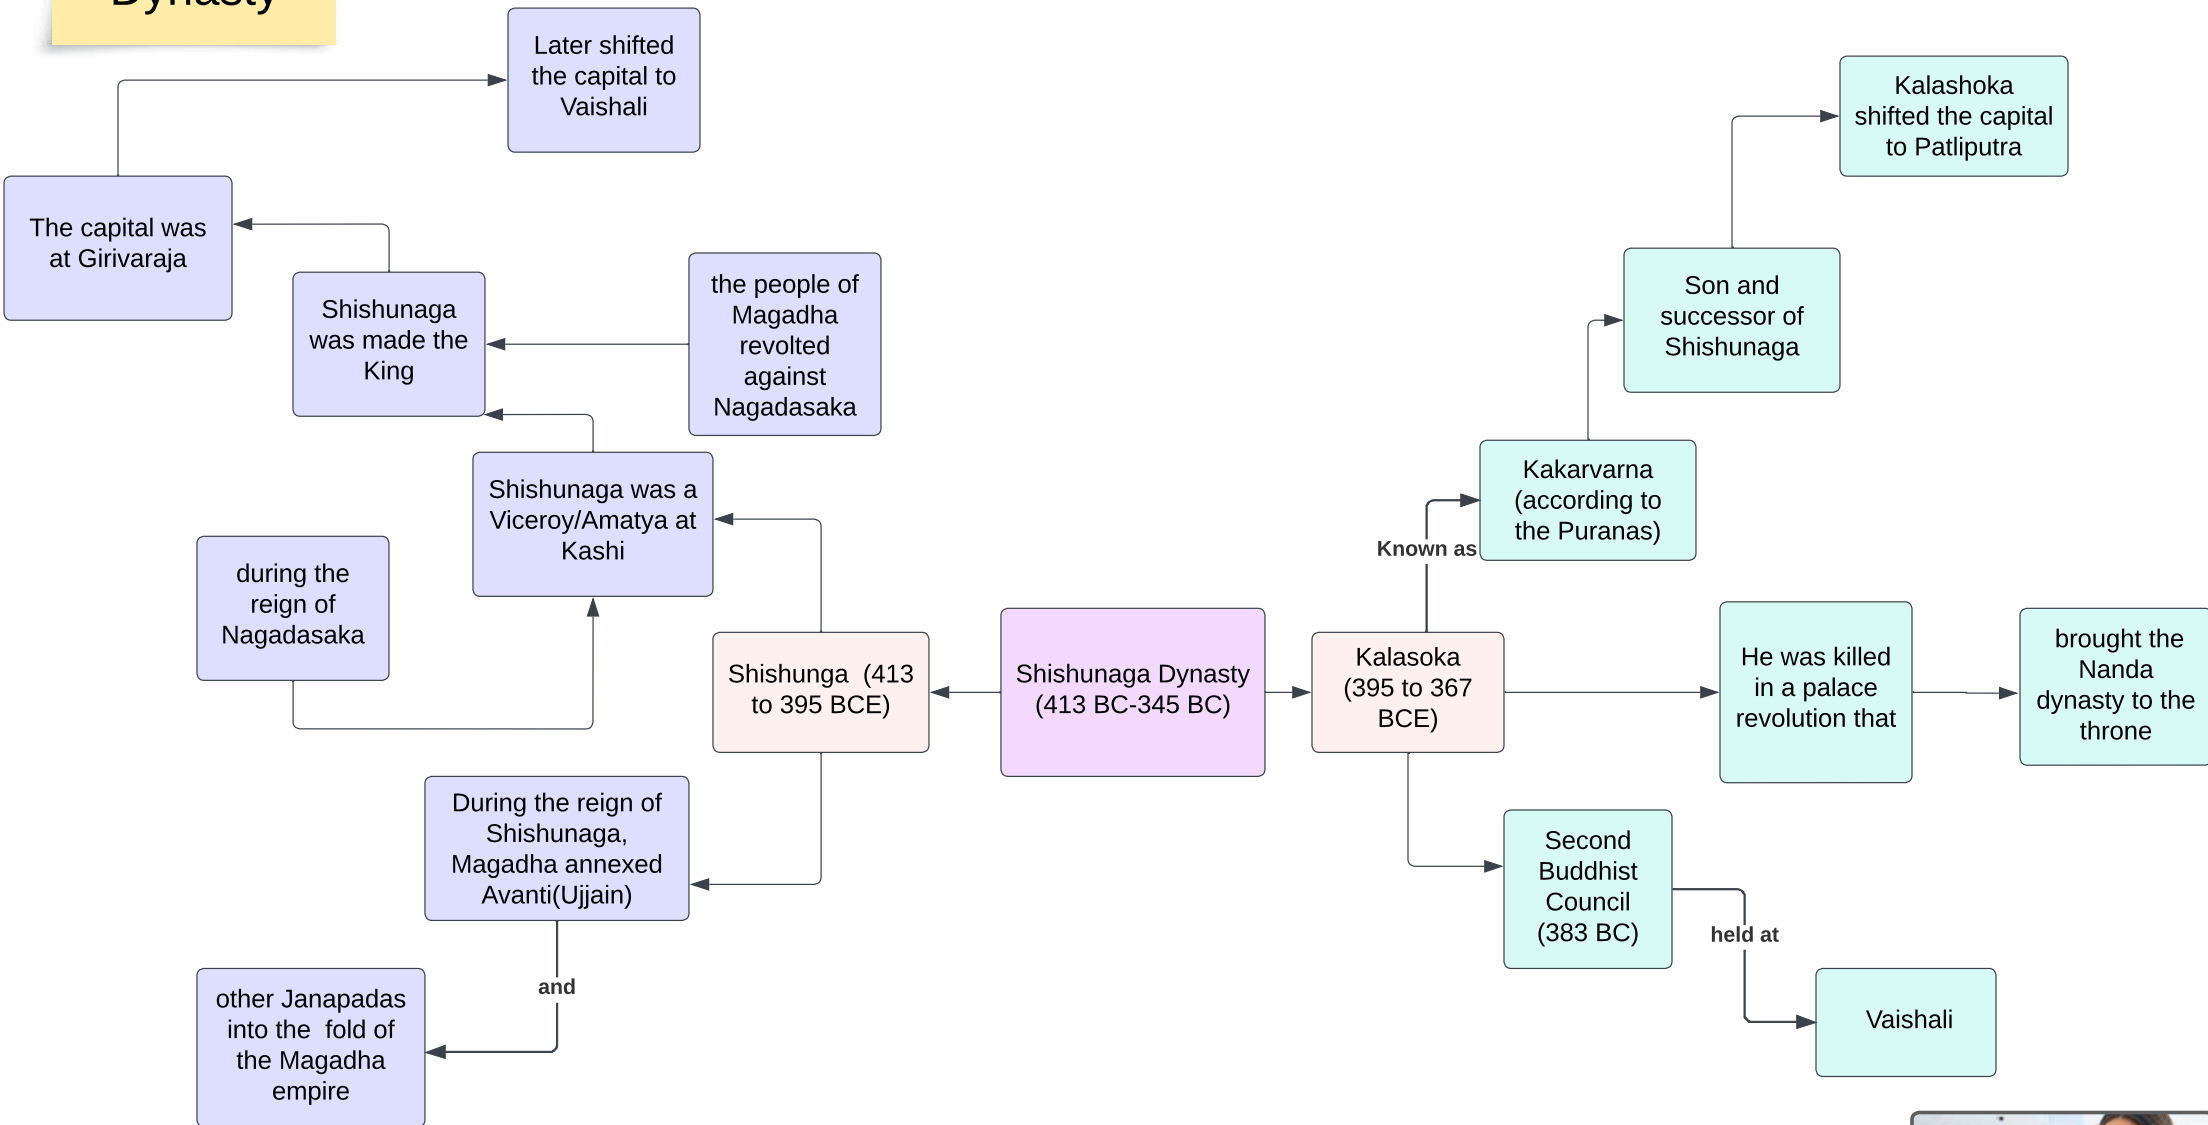 Dynasty
Later shifted
the capital to
Vaishali
The capital was
at Girivaraja
Shishunaga
was made the
King
the people of
Magadha
revolted
against
Nagadasaka
Shishunaga was a
Viceroy/Amatya at
Kashi
during the
reign of
Nagadasaka
Shishunga  (413
to 395 BCE)
During the reign of
Shishunaga,
Magadha annexed
Avanti(Ujjain)
and
other Janapadas
into the  fold of
the Magadha
empire
Shishunaga Dynasty
(413 BC-345 BC)
Kalasoka
(395 to 367
BCE)
Known as
Kakarvarna
(according to
the Puranas)
Son and
successor of
Shishunaga
Kalashoka
shifted the capital
to Patliputra
He was killed
in a palace
revolution that
brought the
Nanda
dynasty to the
throne
Second
Buddhist
Council
(383 BC)
held at
Vaishali